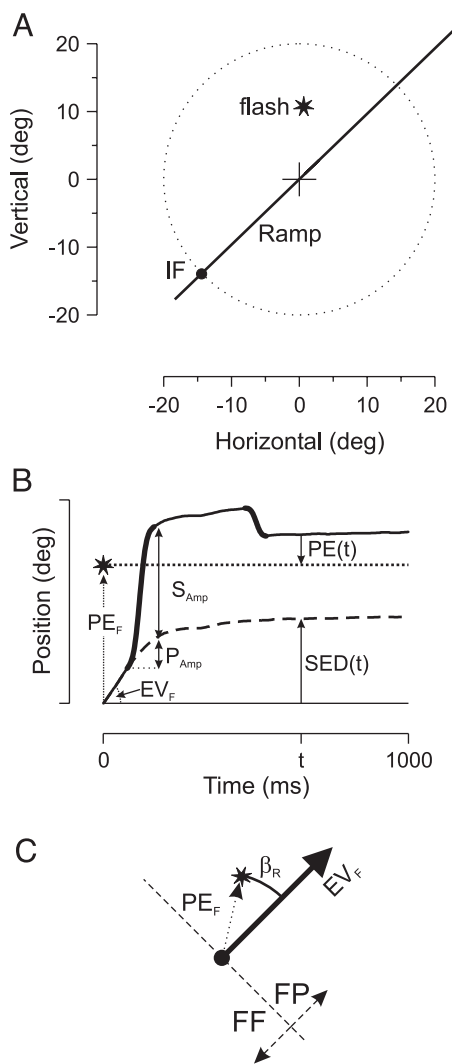 A
20
10
0
-10
-20
Vertical (deg)
flash
Ramp
IF
-20 -10 0 10 20
Horizontal (deg)
B
Position (deg)
PE_F
S_Amp
P_Amp
EV_F
PE(t)
SED(t)
0 t 1000
Time (ms)
C
β_R
PE_F
EV_F
FP
FF